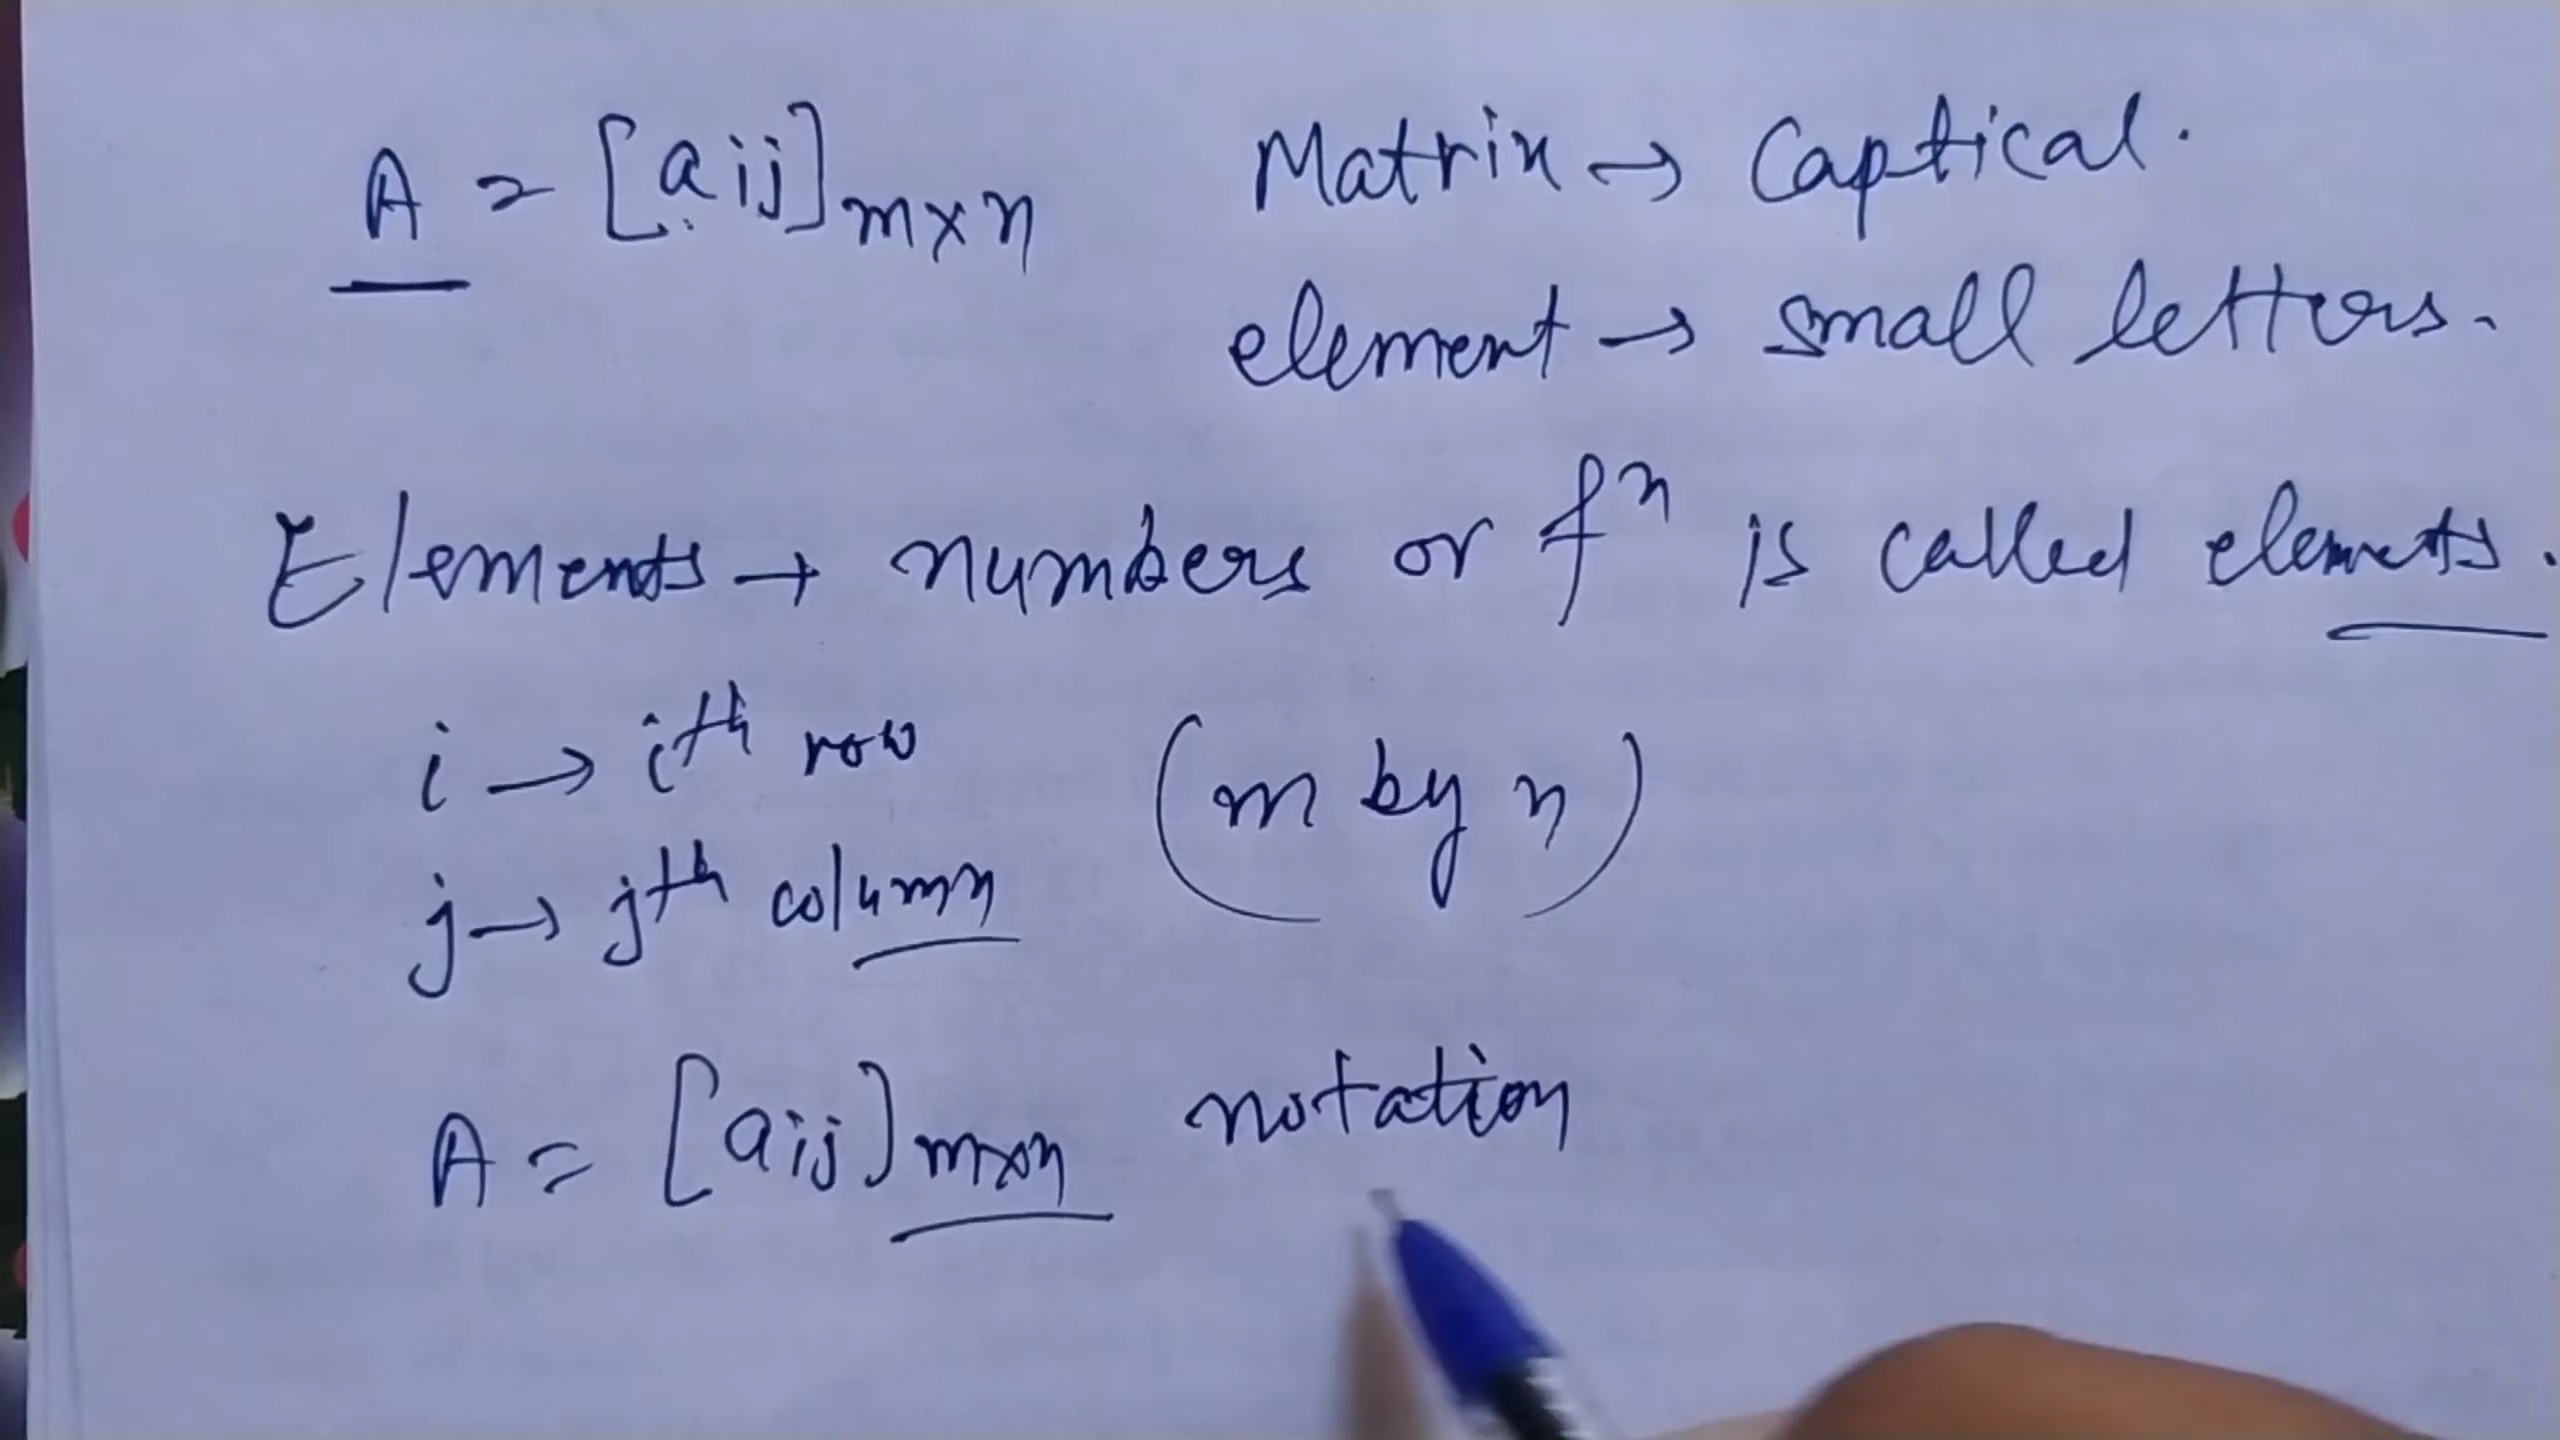 A = [aij]m×n Matrix → Captical.
element → small letters.
Elements → numbers or fⁿ is called elements.
i → ith row (m by n)
j → jth column
A = [aij]m×n notation